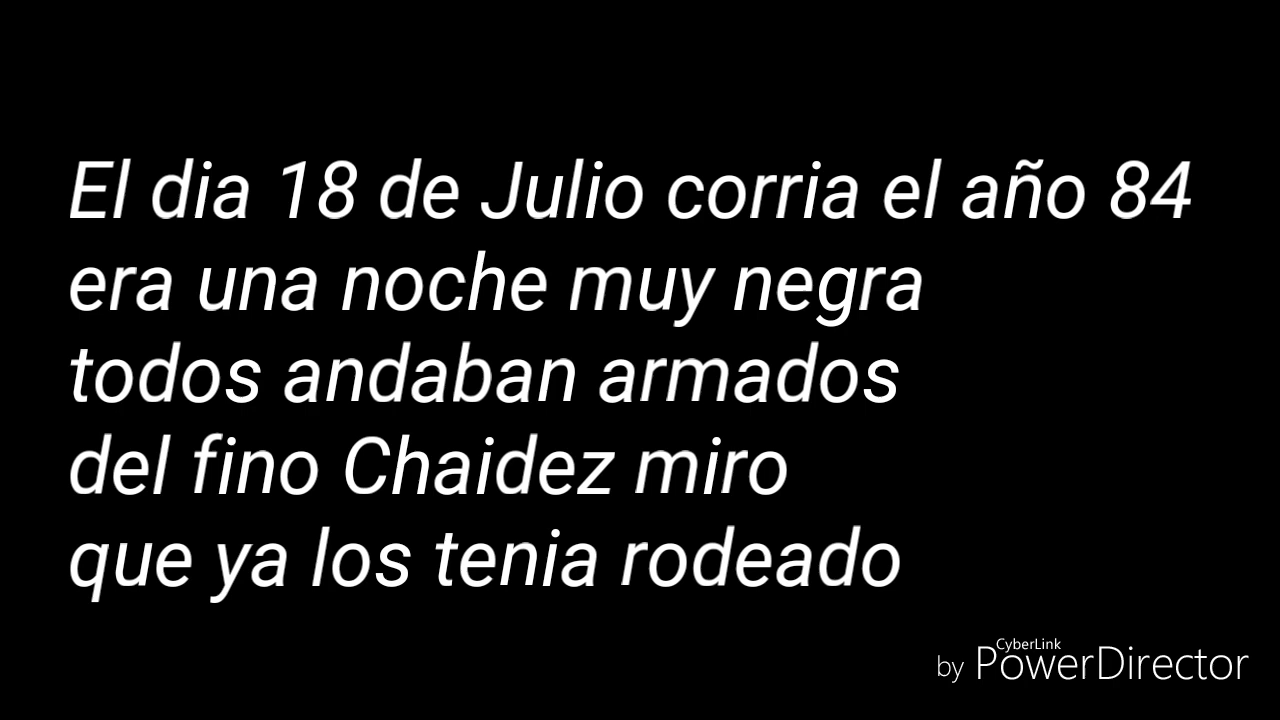 El dia 18 de Julio corria el año 84
era una noche muy negra
todos andaban armados
del fino Chaidez miro
que ya los tenia rodeado
by CyberLink PowerDirector